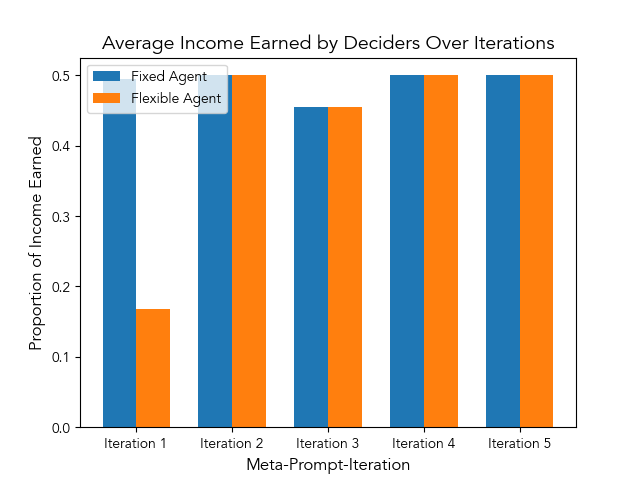 Average Income Earned by Deciders Over Iterations
Fixed Agent
Flexible Agent
Proportion of Income Earned
0.5
0.4
0.3
0.2
0.1
0.0
Iteration 1
Iteration 2
Iteration 3
Iteration 4
Iteration 5
Meta-Prompt-Iteration